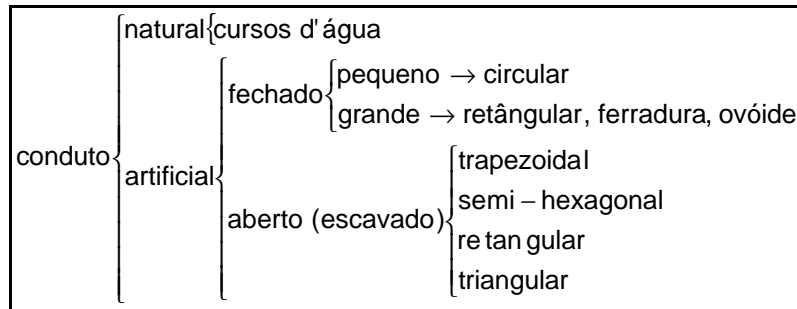 natural{cursos d' água
fechado{pequeno → circular
grande → retângular, ferradura, ovóide
conduto{
artificial{
aberto (escavado){
trapezoidal
semi – hexagonal
re tan gular
triangular